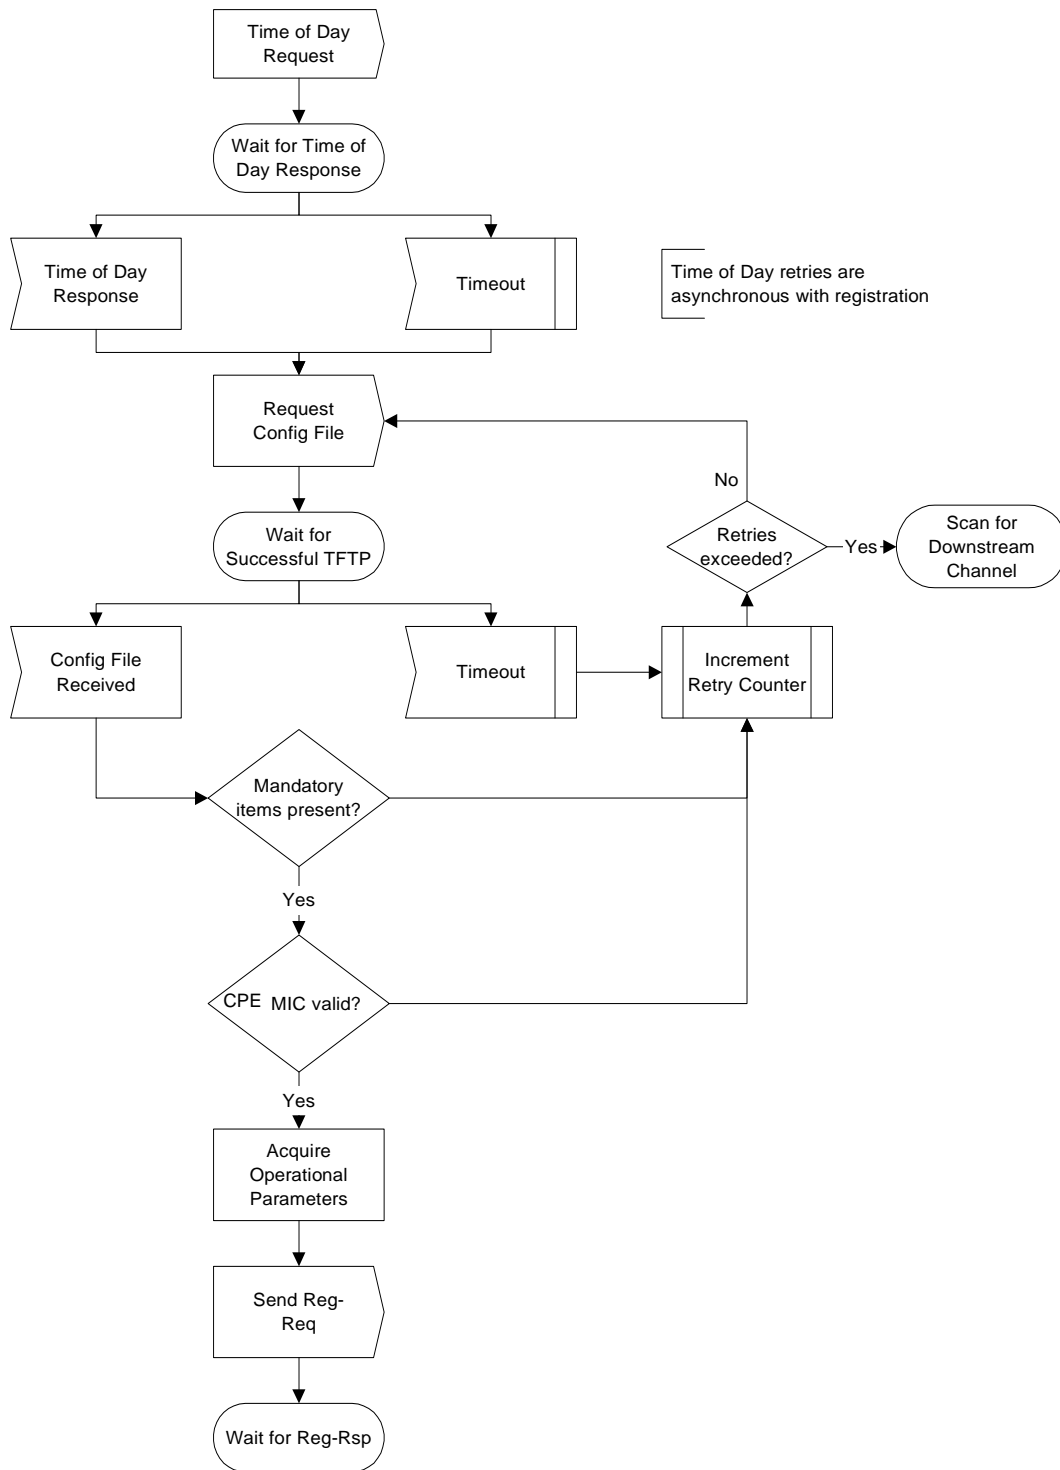 Time of Day
Request
Wait for Time of
Day Response
Time of Day
Response
Timeout
Time of Day retries are
asynchronous with registration
Request
Config File
No
Wait for
Successful TFTP
Retries
exceeded?
Yes
Scan for
Downstream
Channel
Config File
Received
Timeout
Increment
Retry Counter
Mandatory
items present?
Yes
CPE MIC valid?
Yes
Acquire
Operational
Parameters
Send Reg-
Req
Wait for Reg-Rsp